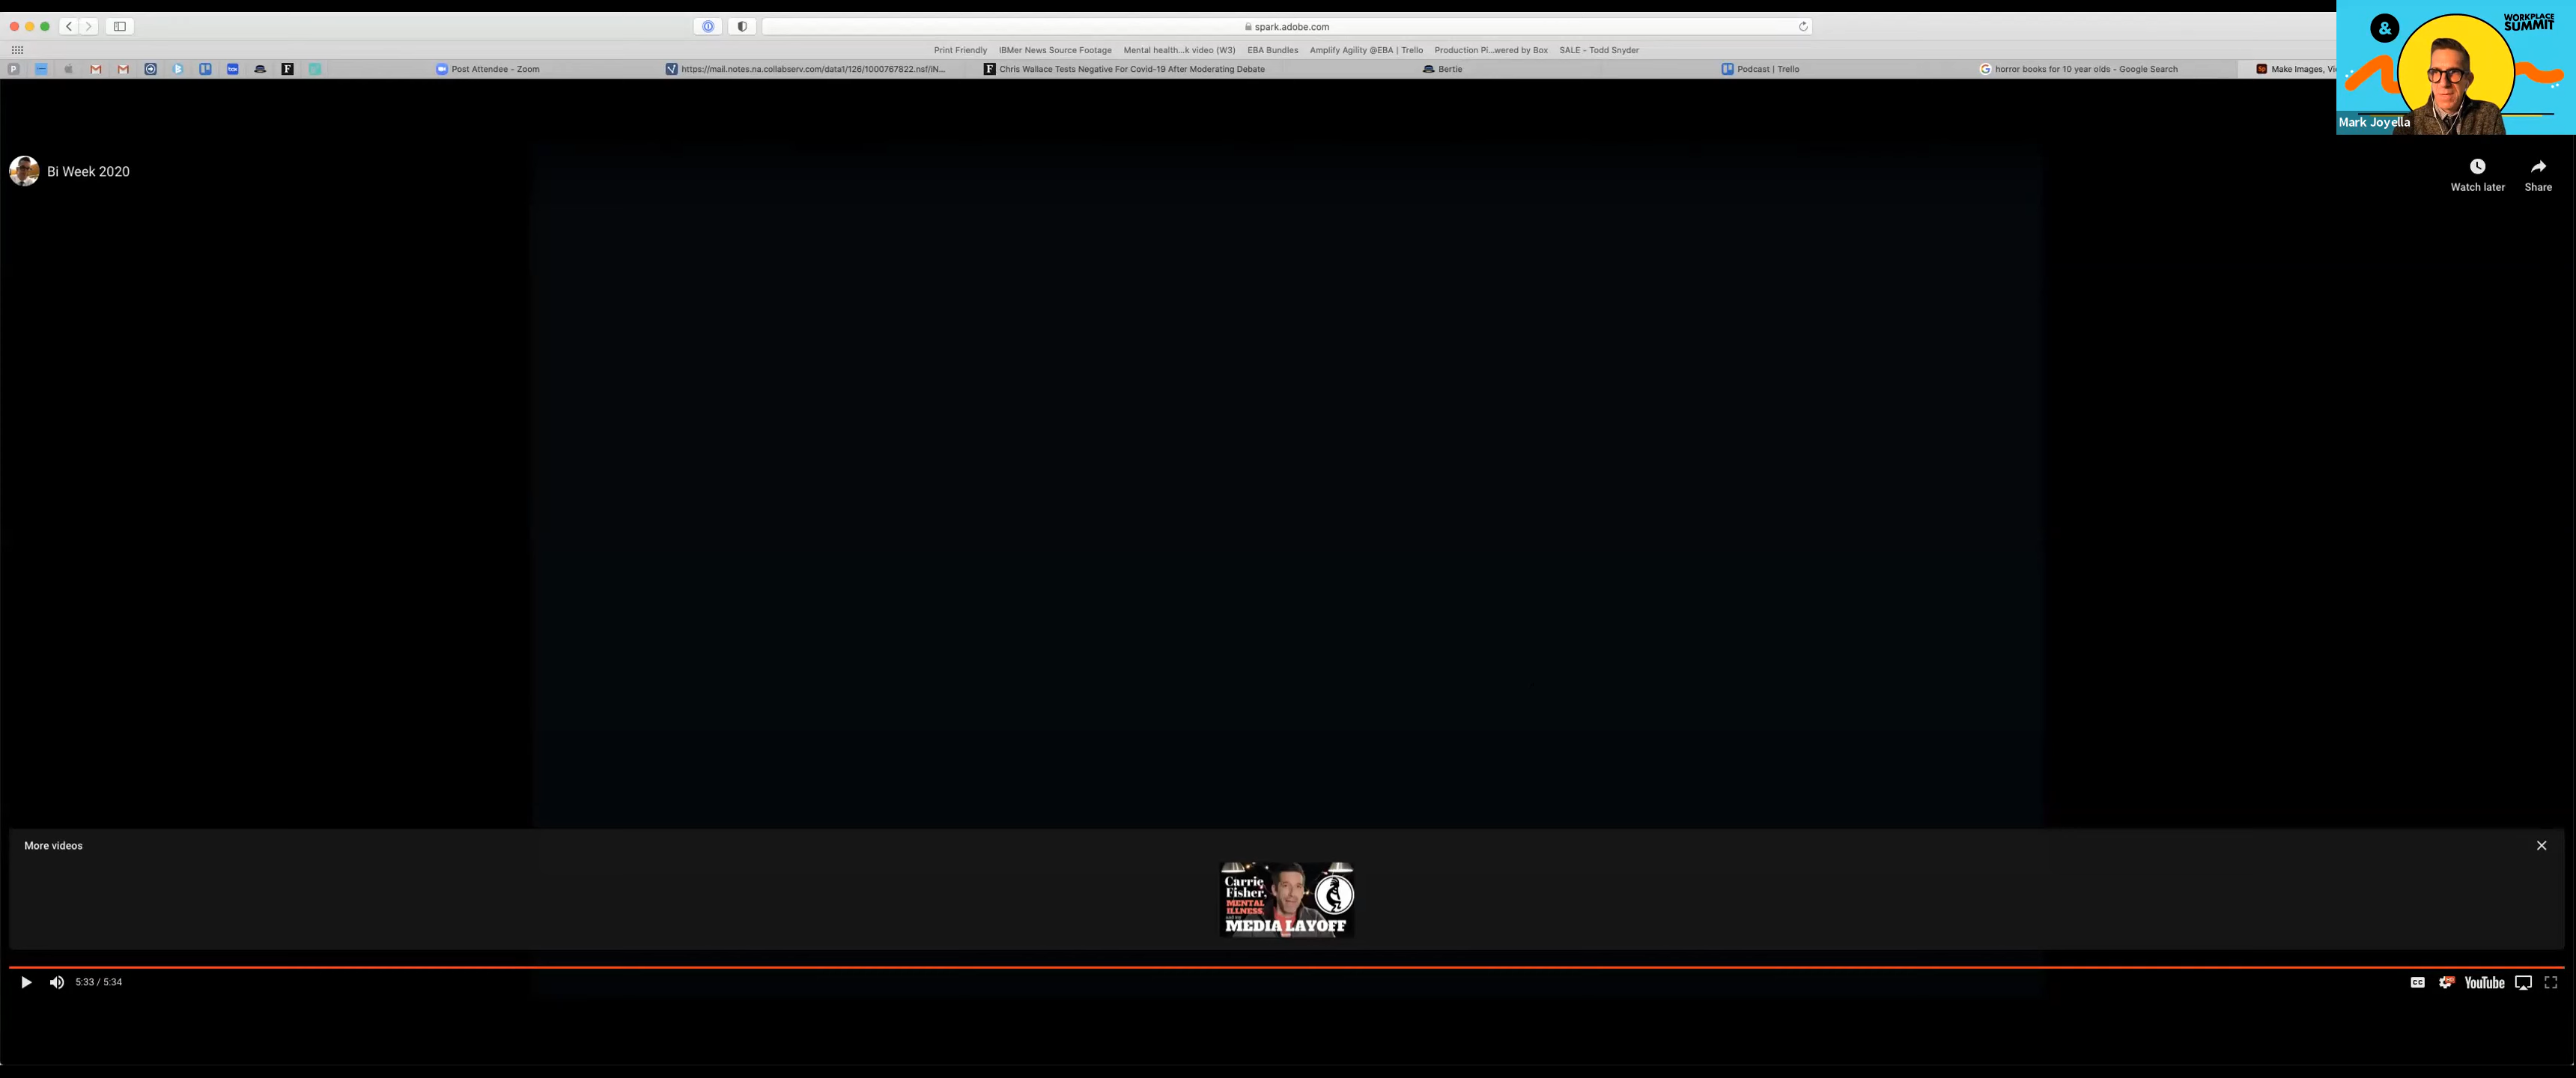 spark.adobe.com
Print Friendly IBMer News Source Footage Mental health...k video (W3) EBA Bundles Amplify Agility @EBA | Trello Production Pi...wered by Box SALE - Todd Snyder
Post Attendee - Zoom https://mail.notes.na.collabserv.com/data1/126/1000767822.nsf/iN... Chris Wallace Tests Negative For Covid-19 After Moderating Debate Bertie Podcast | Trello horror books for 10 year olds - Google Search Make Images, Vi
&
WORKPLACE
SUMMIT
Mark Joyella
Bi Week 2020
Watch later Share
More videos
Carrie
Fisher,
MENTAL
ILLNESS,
MEDIA LAYOFF
5:33 / 5:34
CC
YouTube